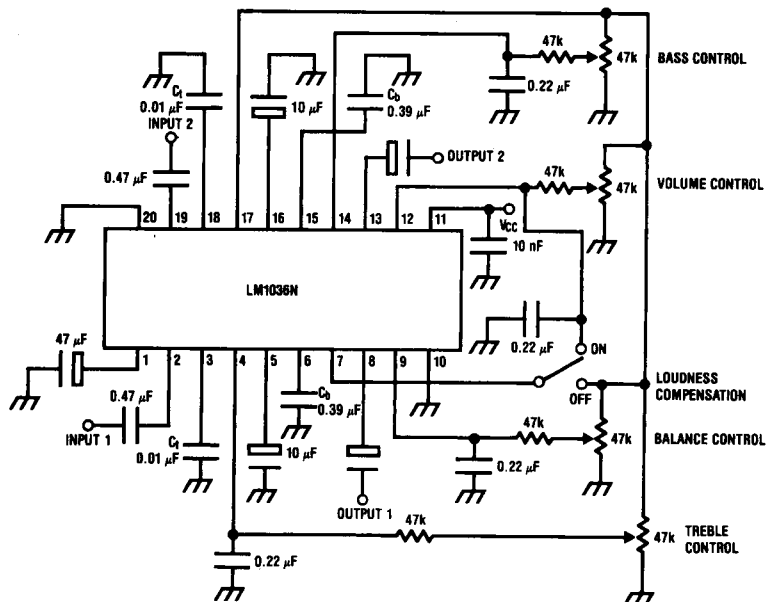 47k
47k
BASS CONTROL
0.22 µF
Ct
0.01 µF
10 µF
Cb
0.39 µF
INPUT 2
OUTPUT 2
0.47 µF
47k
47k
VOLUME CONTROL
20 19 18 17 16 15 14 13 12 11
VCC
10 nF
LM1036N
47 µF
0.22 µF
ON
1 2 3 4 5 6 7 8 9 10
OFF
LOUDNESS
COMPENSATION
0.47 µF
INPUT 1
Cb
0.39 µF
Ct
0.01 µF
10 µF
47k
47k
BALANCE CONTROL
0.22 µF
OUTPUT 1
47k
47k
TREBLE
CONTROL
0.22 µF